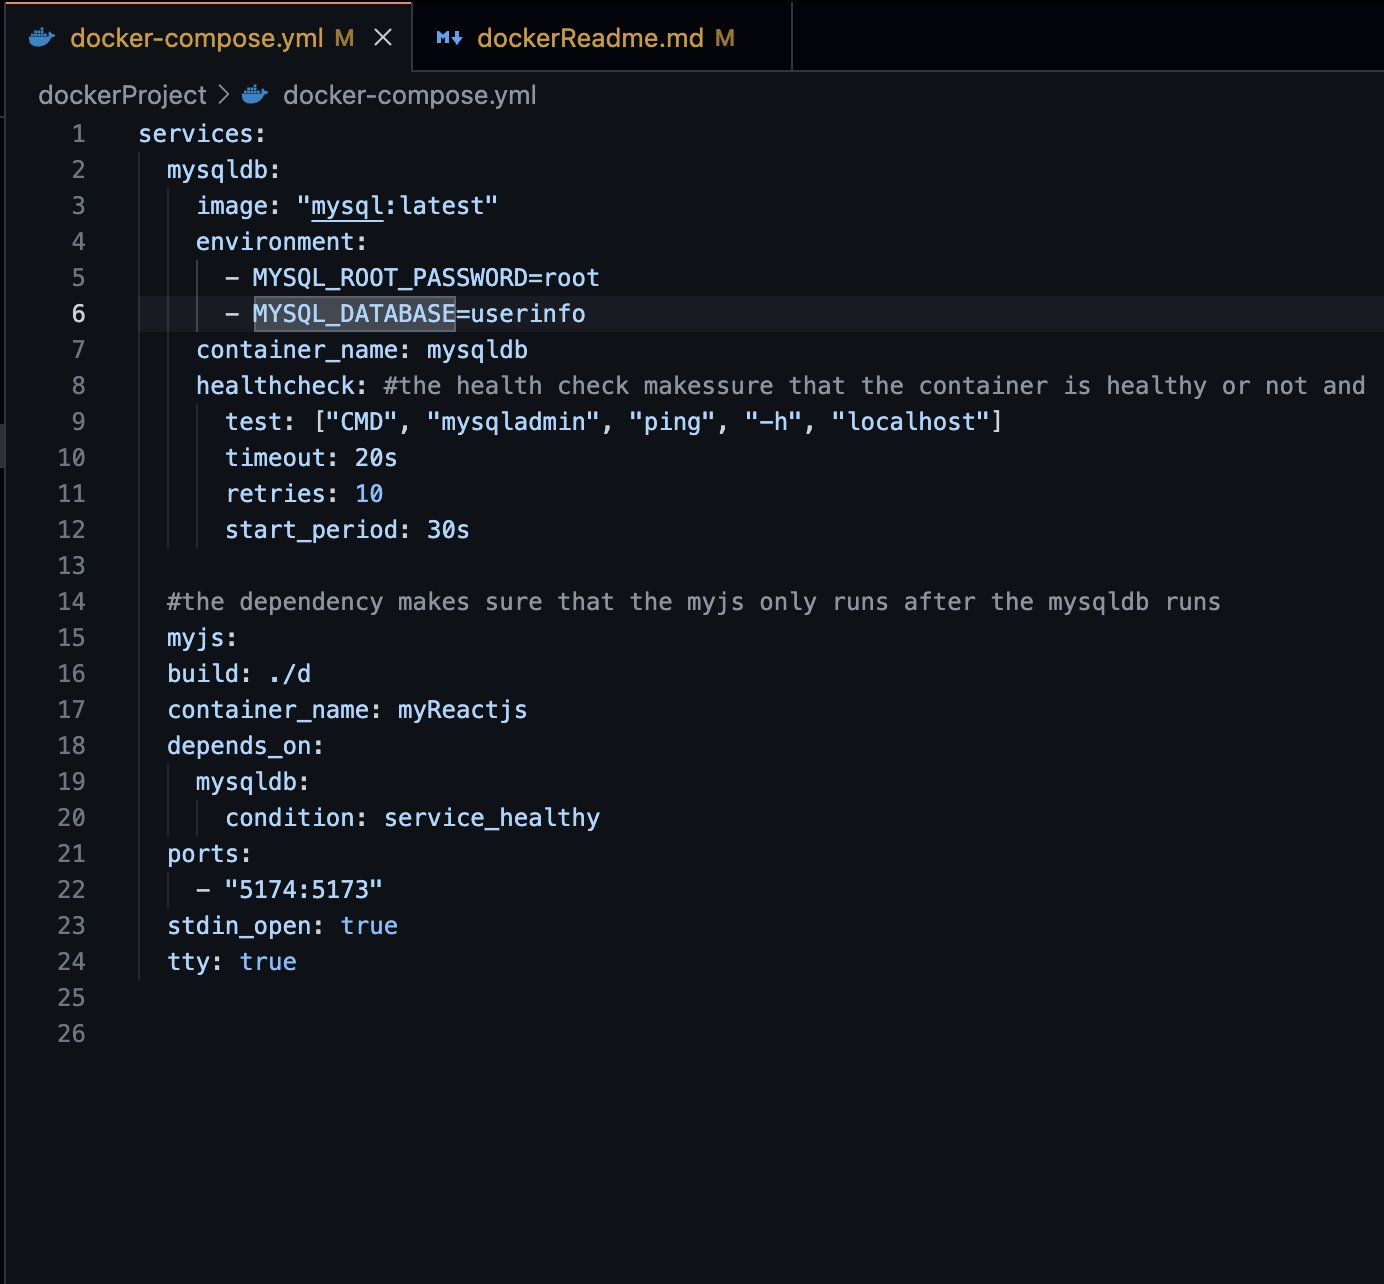 docker-compose.yml M dockerReadme.md M
dockerProject > docker-compose.yml
1 services:
2 mysqldb:
3 image: "mysql:latest"
4 environment:
5 - MYSQL_ROOT_PASSWORD=root
6 - MYSQL_DATABASE=userinfo
7 container_name: mysqldb
8 healthcheck: #the health check makessure that the container is healthy or not and
9 test: ["CMD", "mysqladmin", "ping", "-h", "localhost"]
10 timeout: 20s
11 retries: 10
12 start_period: 30s
13
14 #the dependency makes sure that the myjs only runs after the mysqldb runs
15 myjs:
16 build: ./d
17 container_name: myReactjs
18 depends_on:
19 mysqldb:
20 condition: service_healthy
21 ports:
22 - "5174:5173"
23 stdin_open: true
24 tty: true
25
26